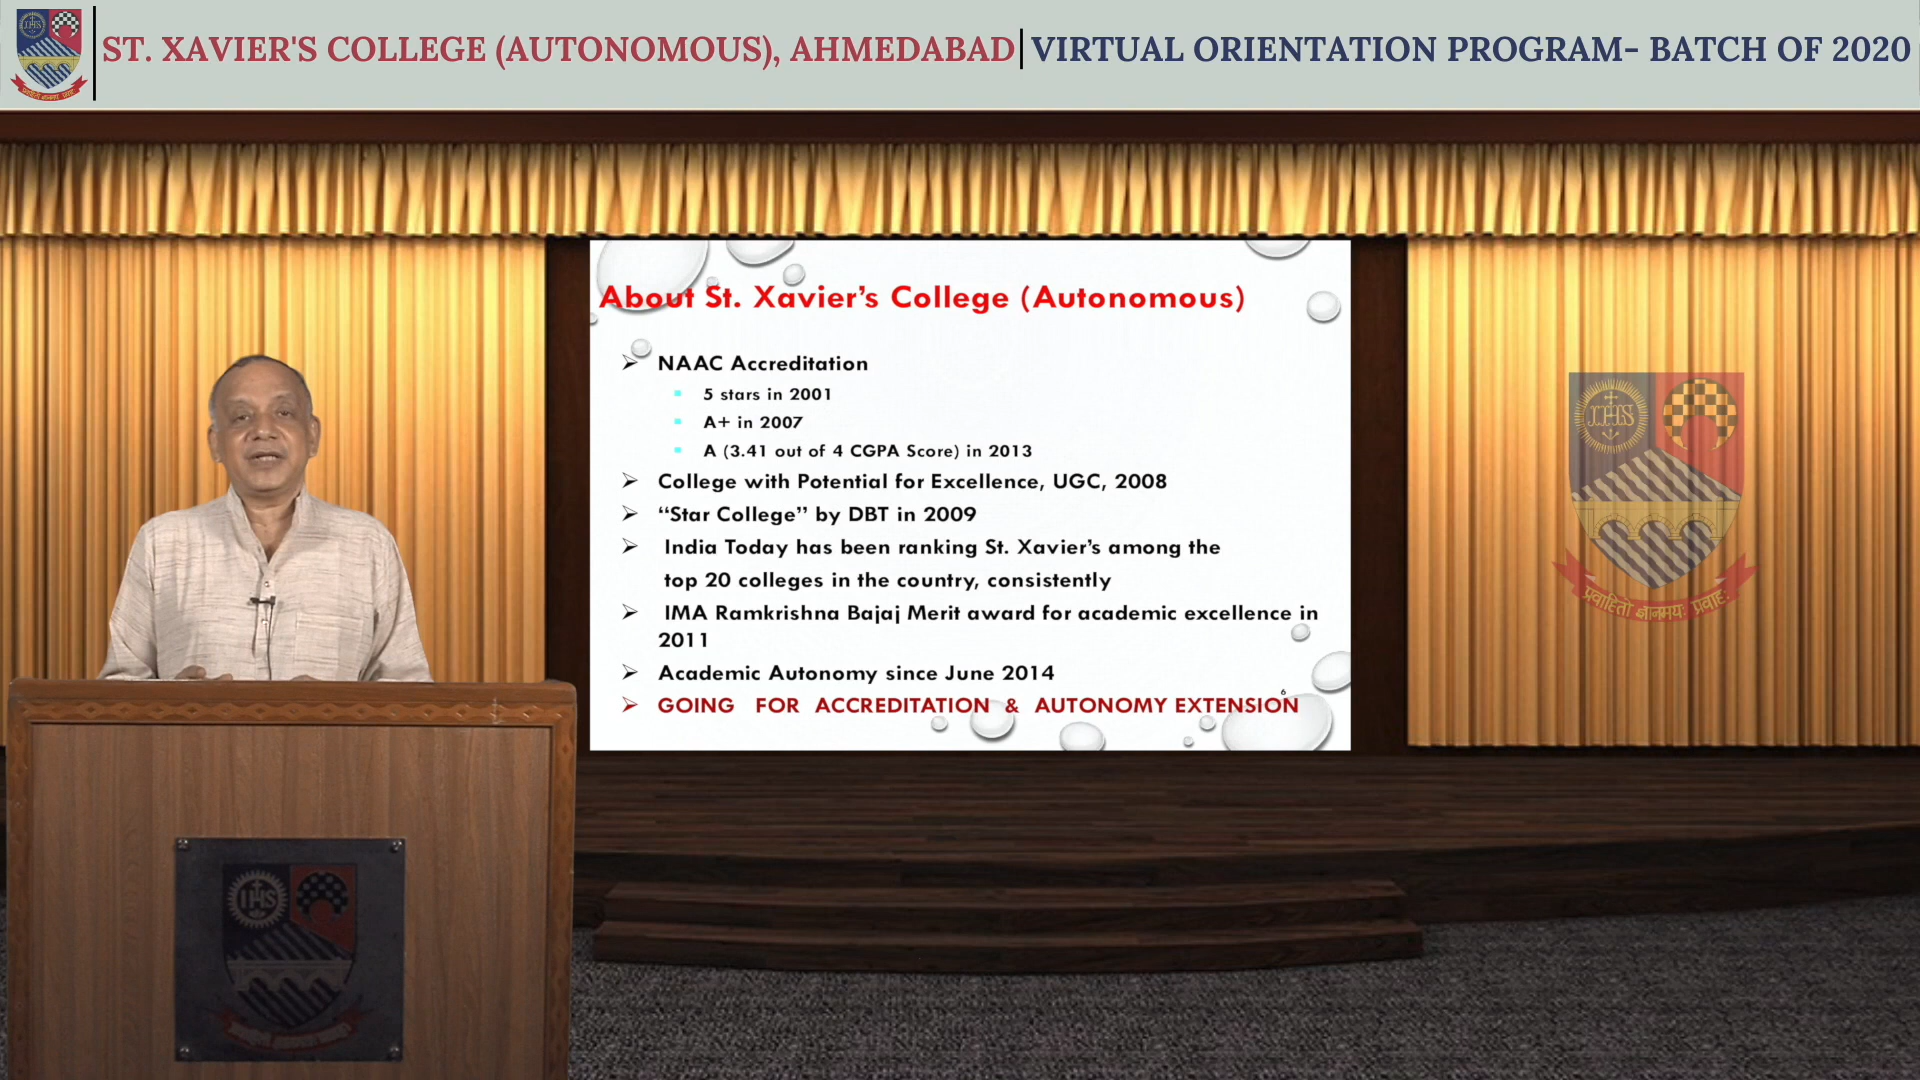 ST. XAVIER'S COLLEGE (AUTONOMOUS), AHMEDABAD
VIRTUAL ORIENTATION PROGRAM- BATCH OF 2020
About St. Xavier’s College (Autonomous)
NAAC Accreditation
5 stars in 2001
A+ in 2007
A (3.41 out of 4 CGPA Score) in 2013
College with Potential for Excellence, UGC, 2008
“Star College” by DBT in 2009
India Today has been ranking St. Xavier’s among the
top 20 colleges in the country, consistently
IMA Ramkrishna Bajaj Merit award for academic excellence in
2011
Academic Autonomy since June 2014
6
GOING FOR ACCREDITATION & AUTONOMY EXTENSION
IHS
प्रवाहितो ज्ञानमयः प्रवाहः
IHS